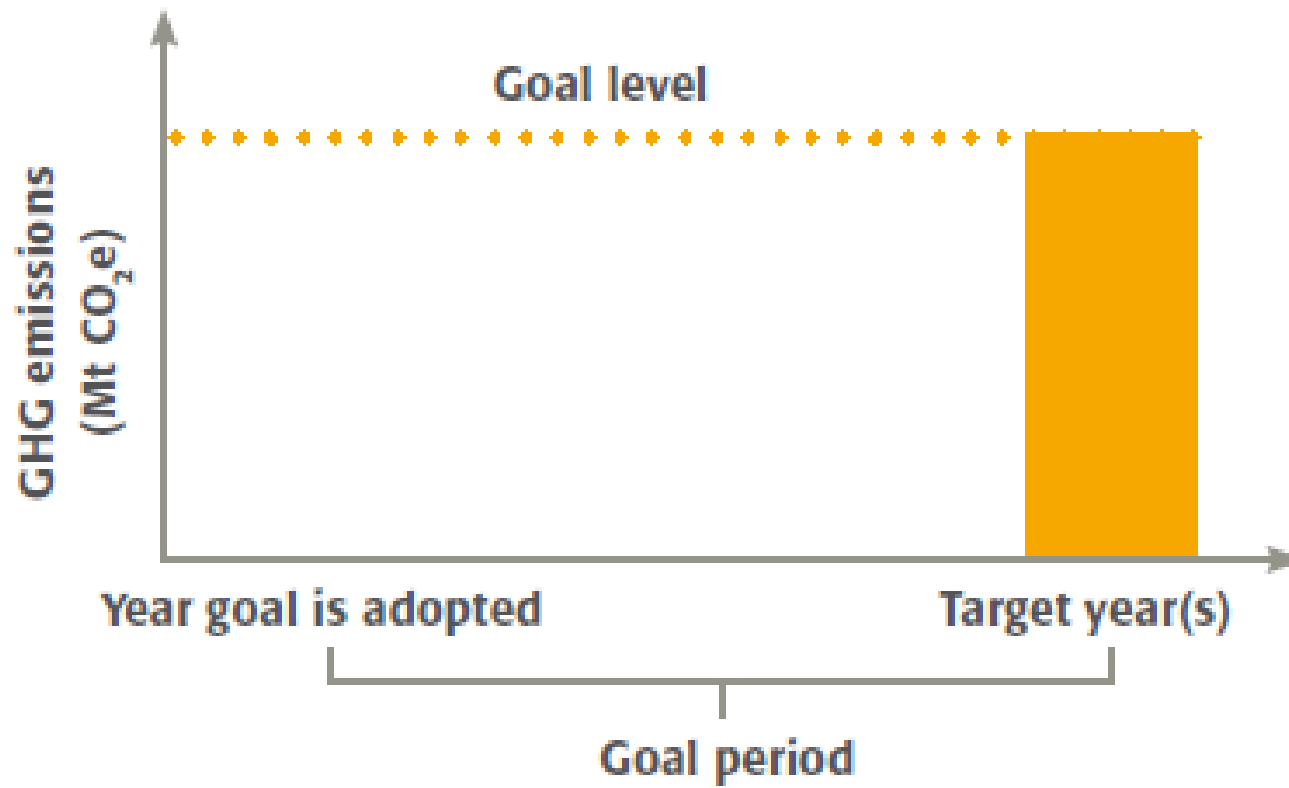 Goal level
GHG emissions
(Mt CO₂e)
Year goal is adopted
Target year(s)
Goal period